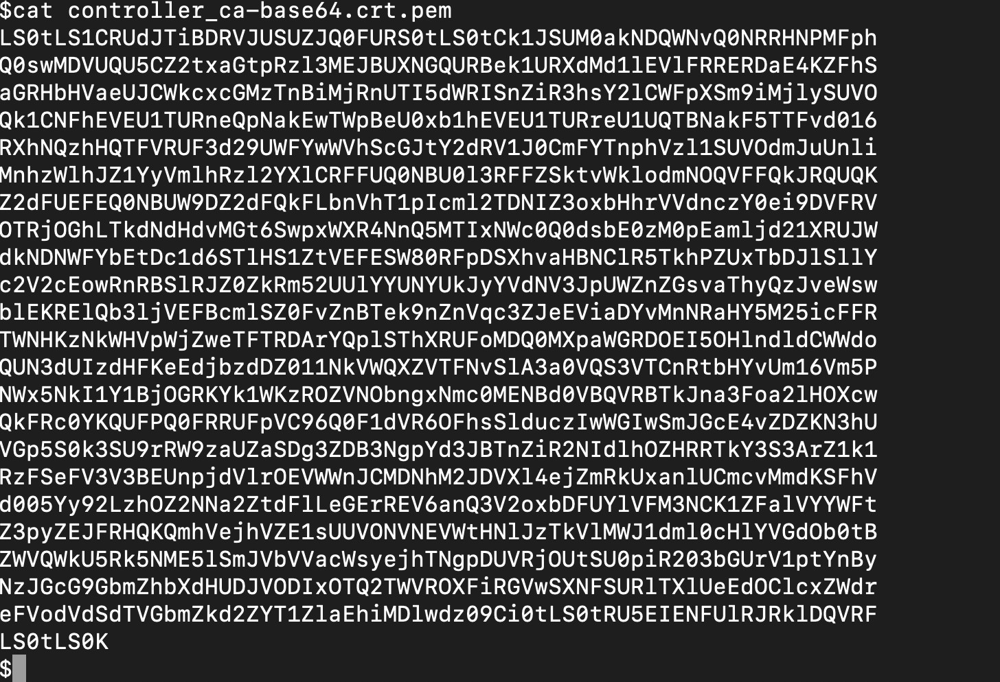 $cat controller_ca-base64.crt.pem
LS0tLS1CRUdJTiBDRVJUSUZJQ0FURS0tLS0tCk1JSUM0akNDQWNvQ0NRRHNPMFph
Q0swMDVUQU5CZ2txaGtpRzl3MEJBUXNGQURBek1URXdMd1lEVlFRRERDaE4KZFhS
aGRHbHVaeUJCWkcxcGMzTnBiMjRnUTI5dWRISnZiR3hsY2lCWFpXSm9iMjlySUVO
Qk1CNFhEVEU1TURneQpNakEwTWpBeU0xb1hEVEU1TURreU1UQTBNakF5TTFvd016
RXhNQzhHQTFVRUF3d29UWFYwWVhScGJtY2dRV1J0CmFYTnphVzl1SUVOdmJuUnli
MnhzWlhJZ1YyVmlhRzl2YXlCRFFUQ0NBU0l3RFFZSktvWklodmNOQVFFQkJRQUQK
Z2dFUEFEQ0NBUW9DZ2dFQkFLbnVhT1pIcml2TDNIZ3oxbHhrVVdnczY0ei9DVFRV
OTRjOGhLTkdNdHdvMGt6SwpxWXR4NnQ5MTIxNWc0Q0dsbE0zM0pEamljd21XRUJW
dkNDNWFYbEtDc1d6STlHS1ZtVEFESW80RFpDSXhvaHBNClR5TkhPZUxTbDJlSllY
c2V2cEowRnRBSlRJZ0ZkRm52UUlYYUNYUkJyYVdNV3JpUWZnZGsvaThyQzJveWsw
blEKRElQb3ljVEFBcmlSZ0FvZnBTek9nZnVqc3ZJeEViaDYvMnNRaHY5M25icFFR
TWNHKzNkWHVpWjZweTFTRDArYQplSThXRUFoMDQ0MXpaWGRDOEI5OHlndldCWWdo
QUN3dUIzdHFKeEdjbzdDZ011NkVWQXZVTFNvSlA3a0VQS3VTCnRtbHYvUm16Vm5P
NWx5NkI1Y1BjOGRKYk1WKzROZVNObngxNmc0MENBd0VBQVRBTkJna3Foa2lHOXcw
QkFRc0YKQUFPQ0FRRUFpVC96Q0F1dVR6OFhsSlducZIwWGIwSmJGcE4vZDZKN3hU
VGp5S0k3SU9rRW9zaUZaSDg3ZDB3NgpYd3JBTnZiR2NIdlhOZHRRTkY3S3ArZ1k1
RzFSeFV3V3BEUnpjdVlrOEVWWnJCMDNhM2JDVXl4ejZmRkUxanlUCmcvMmdKSFhV
d005Yy92LzhOZ2NNa2ZtdFlLeGErREV6anQ3V2oxbDFUYlVFM3NCK1ZFalVYYWFt
Z3pyZEJFRHQKQmhVejhVZE1sUUVONVNEVWtHNlJzTkVlMWJ1dml0cHlYVGdOb0tB
ZWVQWkU5Rk5NME5lSmJVbVVacWsyejhTNgpDUVRjOUtSU0piR203bGUrV1ptYnBy
NzJGcG9GbmZhbXdHUDJVODIxOTQ2TWVROXFiRGVwSXNFSURlTXlUeEdOClcxZWdr
eFVodVdSdTVGbmZkd2ZYT1ZlaEhiMDlwdz09Ci0tLS0tRU5EIENFUlRJRklDQVRF
LS0tLS0K
$